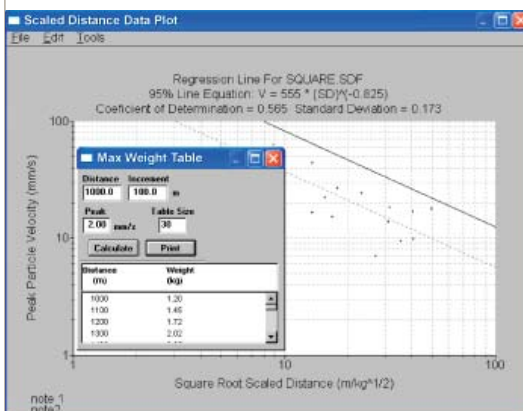 Scaled Distance Data Plot
File Edit Tools
Regression Line For SQUARE.SDF
95% Line Equation: V = 555 * (SD)^(-0.825)
Coeficient of Determination = 0.565 Standard Deviation = 0.173
100
10
1
Peak Particle Velocity (mm/s)
Max Weight Table
Distance Increment
1000.0 100.0 m
Peak Table Size
2.00 mm/s 30
Calculate Print
Distance Weight
(m) (kg)
1000 1.20
1100 1.45
1200 1.72
1300 2.02
1 10 100
Square Root Scaled Distance (m/kg^1/2)
note 1
note2